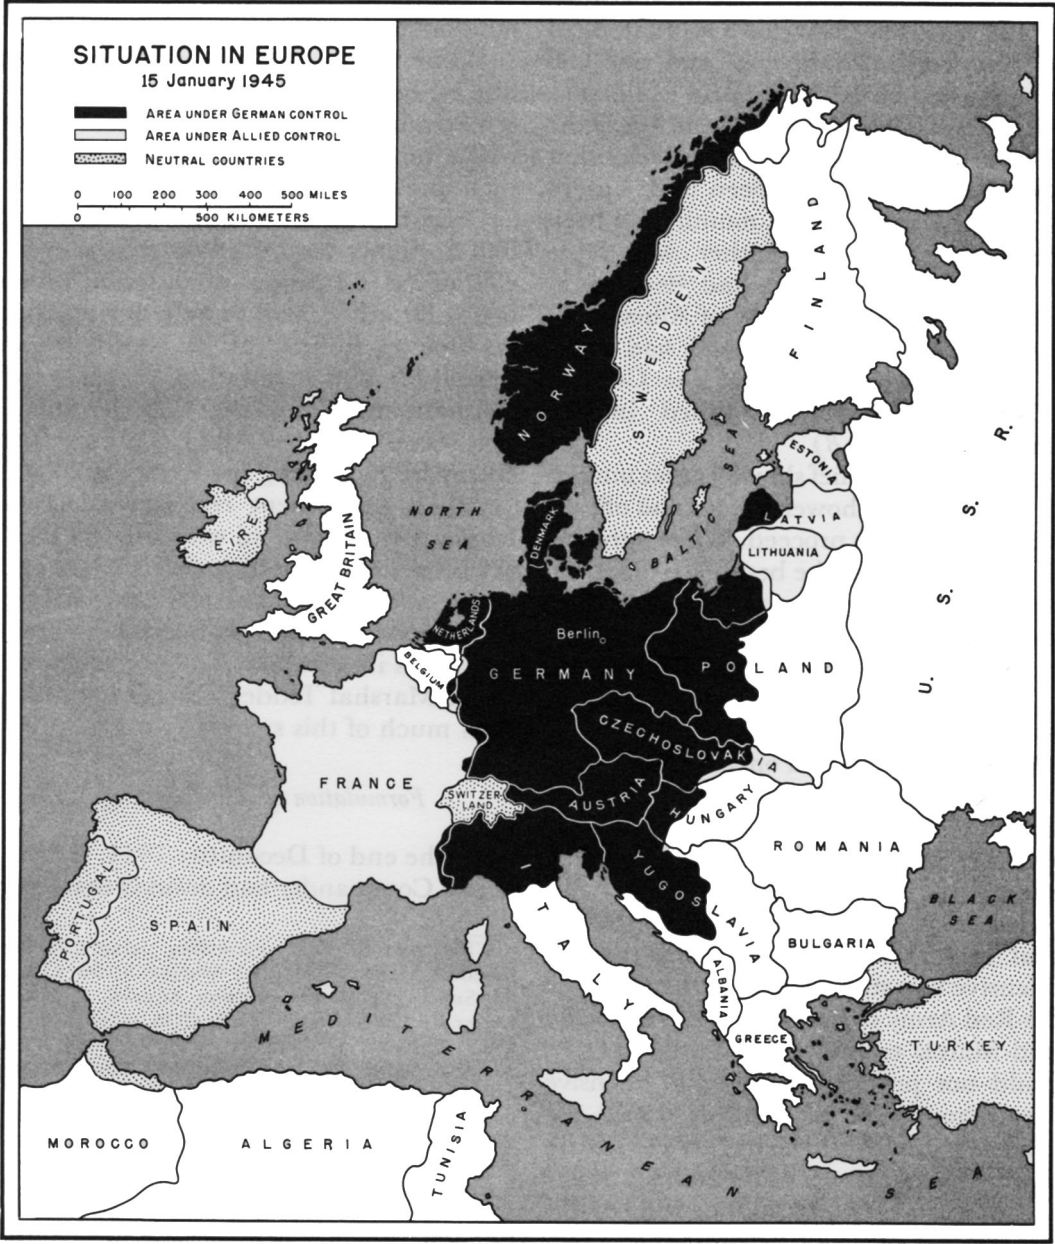 SITUATION IN EUROPE
15 January 1945
AREA UNDER GERMAN CONTROL
AREA UNDER ALLIED CONTROL
NEUTRAL COUNTRIES
0 100 200 300 400 500 MILES
0 500 KILOMETERS
FINLAND
SWEDEN
NORWAY
U. S. S. R.
ESTONIA
LATVIA
LITHUANIA
BALTIC SEA
NORTH
SEA
DENMARK
EIRE
GREAT BRITAIN
NETHERLANDS
BELGIUM
Berlin
GERMANY
POLAND
CZECHOSLOVAKIA
FRANCE
SWITZER
LAND
AUSTRIA
HUNGARY
ROMANIA
YUGOSLAVIA
ITALY
PORTUGAL
SPAIN
BLACK
SEA
BULGARIA
ALBANIA
GREECE
TURKEY
MEDITERRANEAN SEA
MOROCCO
ALGERIA
TUNISIA